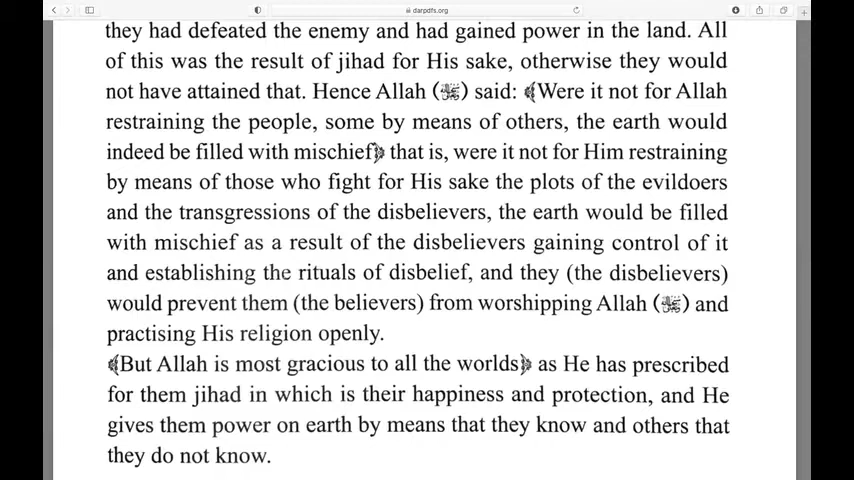 darpdfs.org
they had defeated the enemy and had gained power in the land. All
of this was the result of jihad for His sake, otherwise they would
not have attained that. Hence Allah (ﷻ) said: ﴾Were it not for Allah
restraining the people, some by means of others, the earth would
indeed be filled with mischief﴿ that is, were it not for Him restraining
by means of those who fight for His sake the plots of the evildoers
and the transgressions of the disbelievers, the earth would be filled
with mischief as a result of the disbelievers gaining control of it
and establishing the rituals of disbelief, and they (the disbelievers)
would prevent them (the believers) from worshipping Allah (ﷻ) and
practising His religion openly.
﴾But Allah is most gracious to all the worlds﴿ as He has prescribed
for them jihad in which is their happiness and protection, and He
gives them power on earth by means that they know and others that
they do not know.